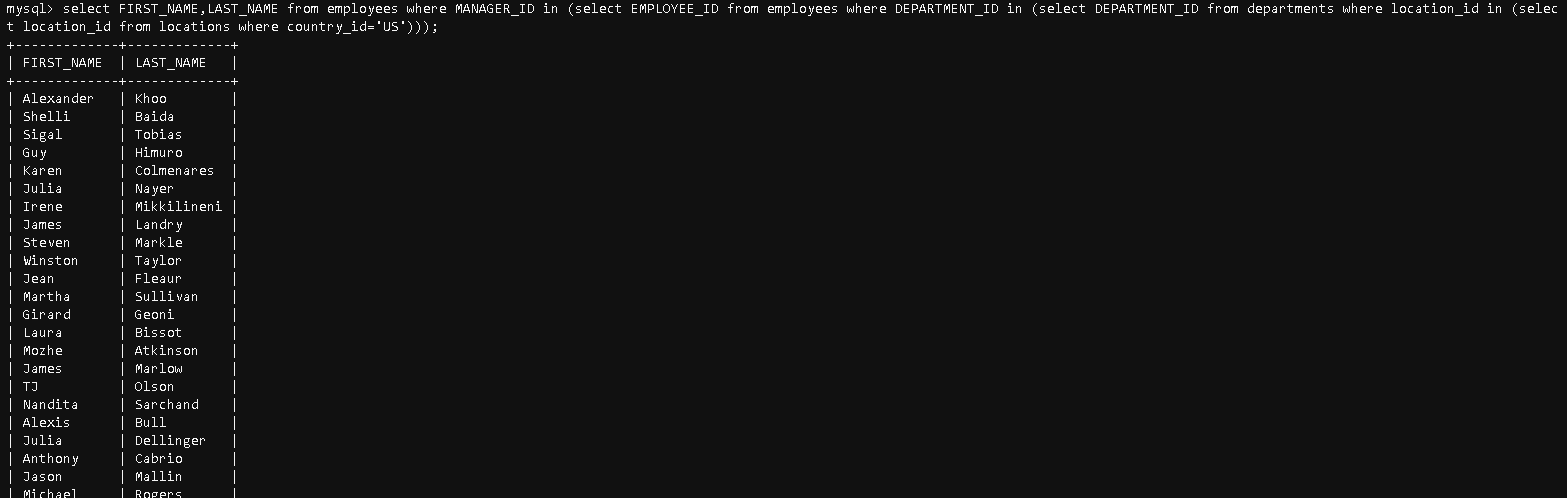 mysql> select FIRST_NAME,LAST_NAME from employees where MANAGER_ID in (select EMPLOYEE_ID from employees where DEPARTMENT_ID in (select DEPARTMENT_ID from departments where location_id in (selec
t location_id from locations where country_id='US')));
+-------------+-------------+
| FIRST_NAME  | LAST_NAME   |
+-------------+-------------+
| Alexander   | Khoo        |
| Shelli      | Baida       |
| Sigal       | Tobias      |
| Guy         | Himuro      |
| Karen       | Colmenares  |
| Julia       | Nayer       |
| Irene       | Mikkilineni |
| James       | Landry      |
| Steven      | Markle      |
| Winston     | Taylor      |
| Jean        | Fleaur      |
| Martha      | Sullivan    |
| Girard      | Geoni       |
| Laura       | Bissot      |
| Mozhe       | Atkinson    |
| James       | Marlow      |
| TJ          | Olson       |
| Nandita     | Sarchand    |
| Alexis      | Bull        |
| Julia       | Dellinger   |
| Anthony     | Cabrio      |
| Jason       | Mallin      |
| Michael     | Rogers      |